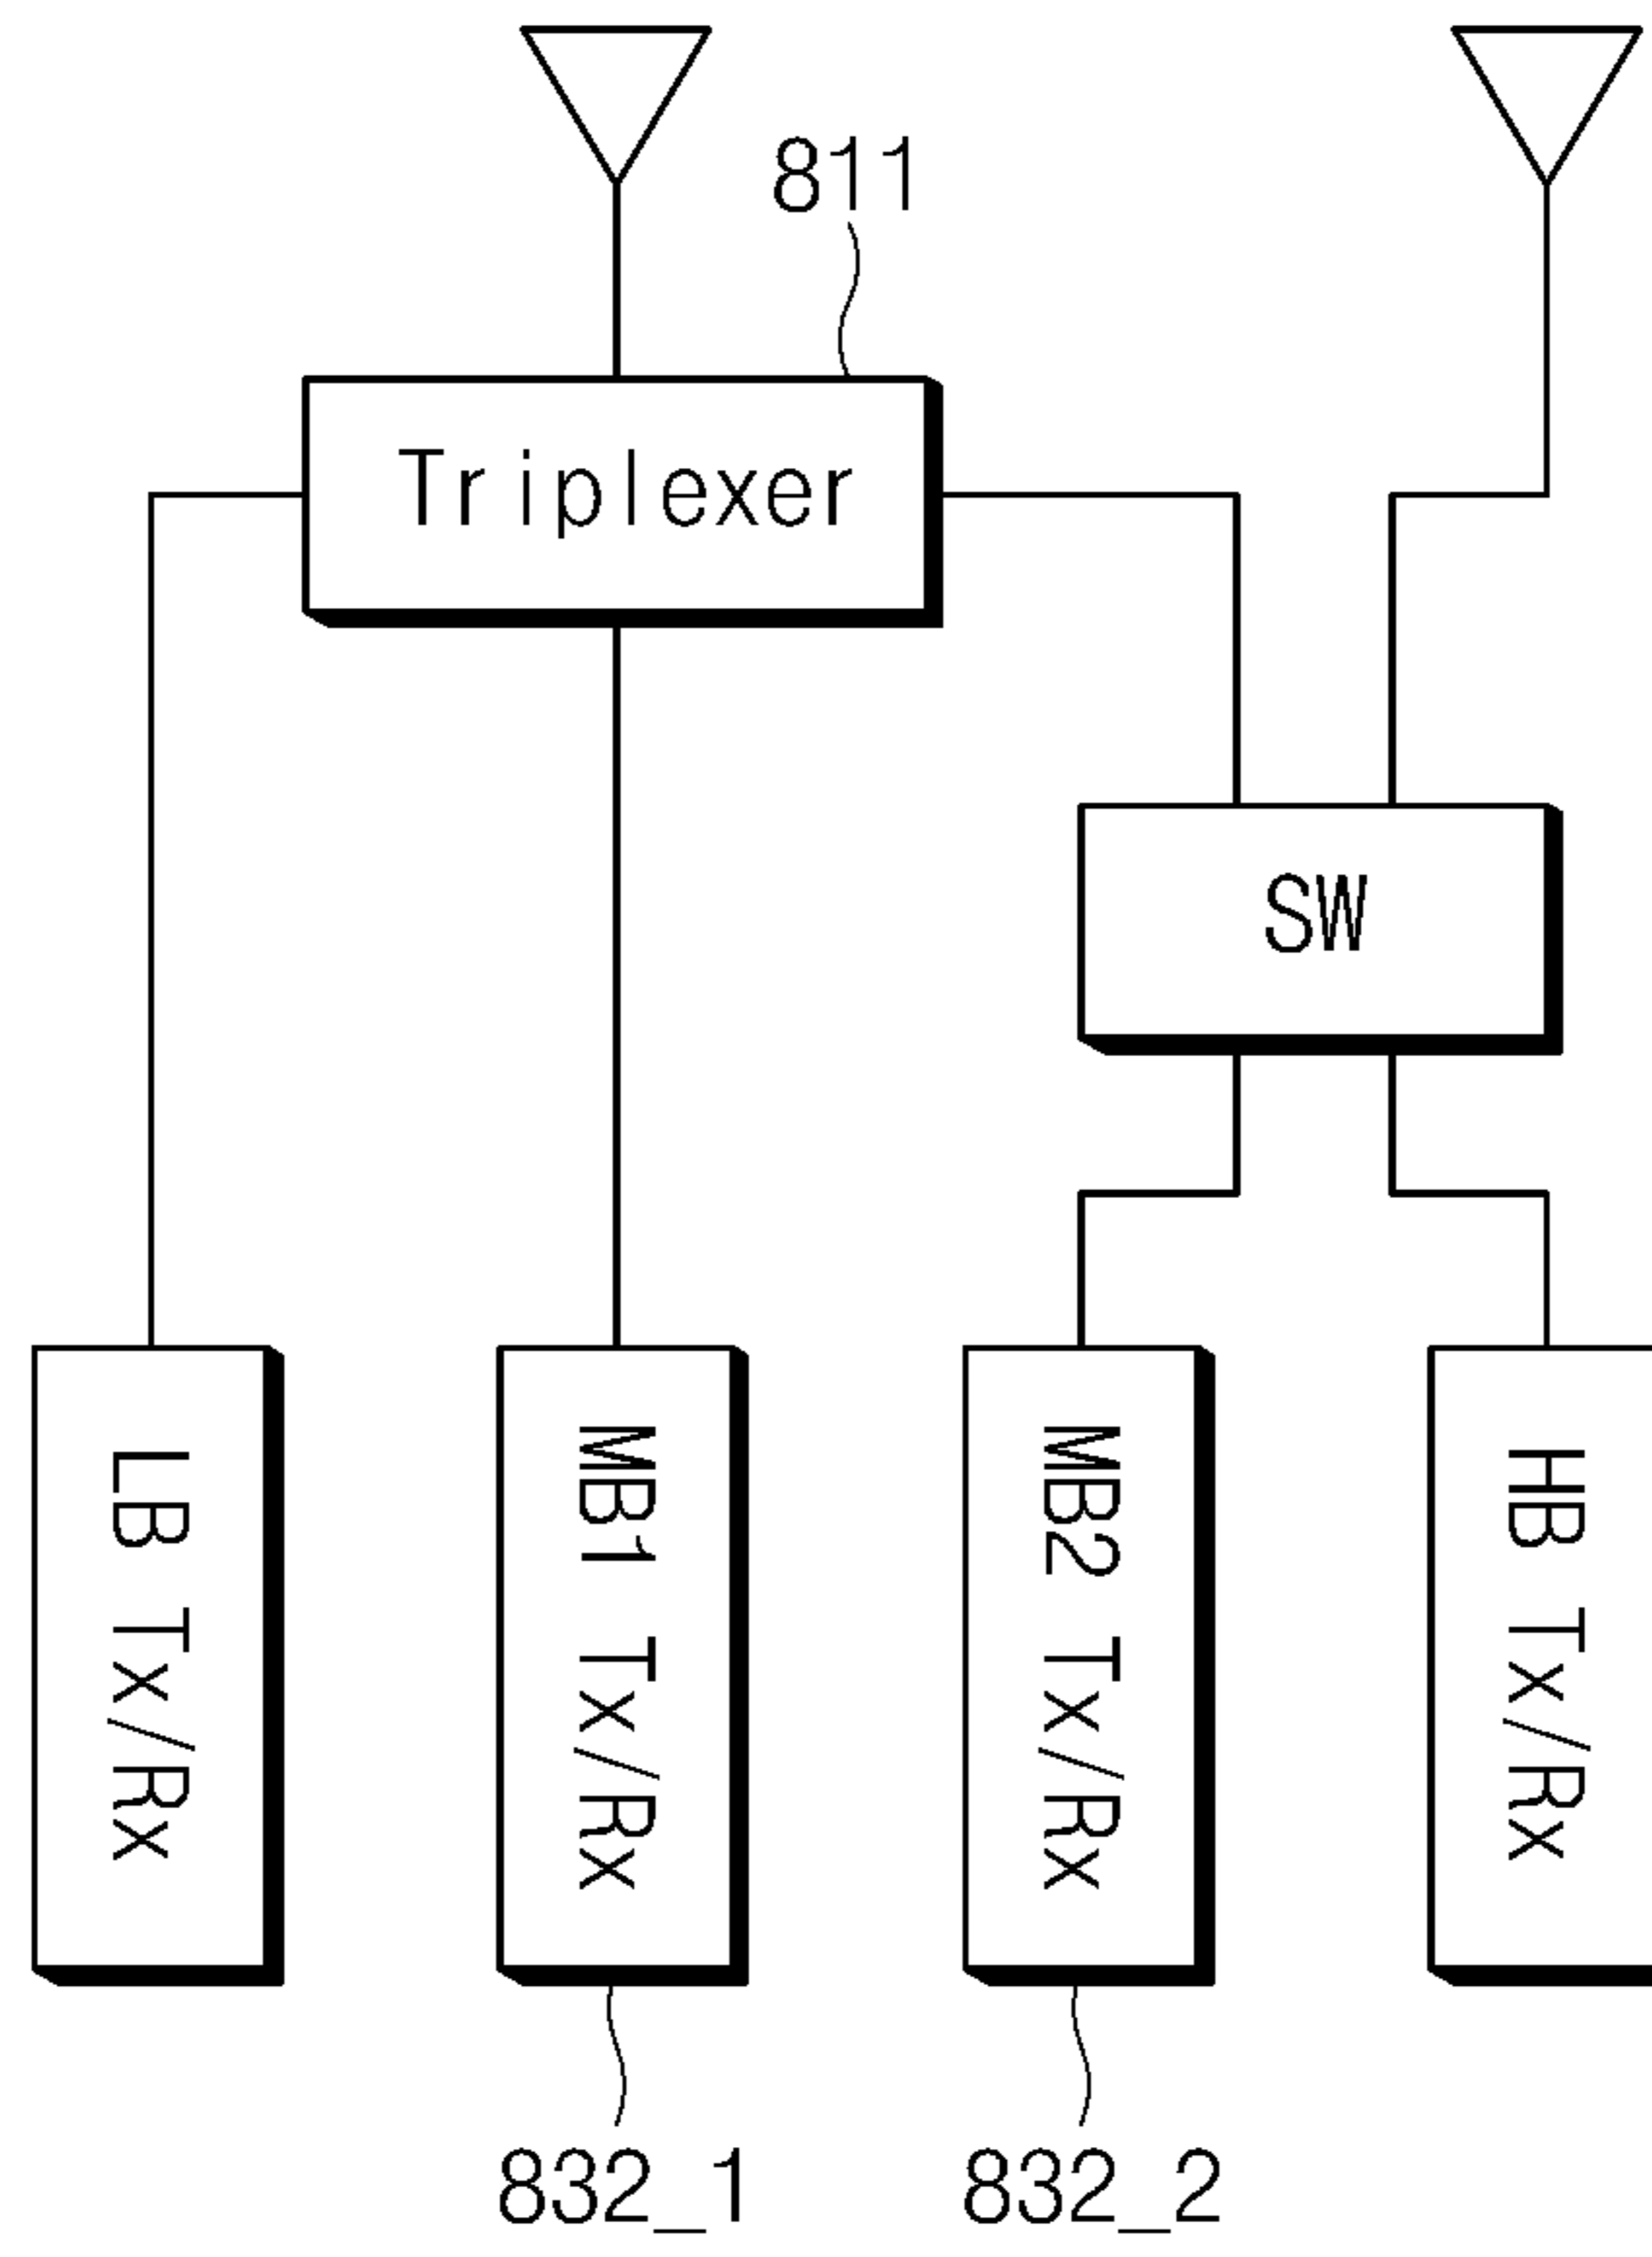 811
Triplexer
SW
LB Tx/Rx
MB1 Tx/Rx
MB2 Tx/Rx
HB Tx/Rx
832_1
832_2